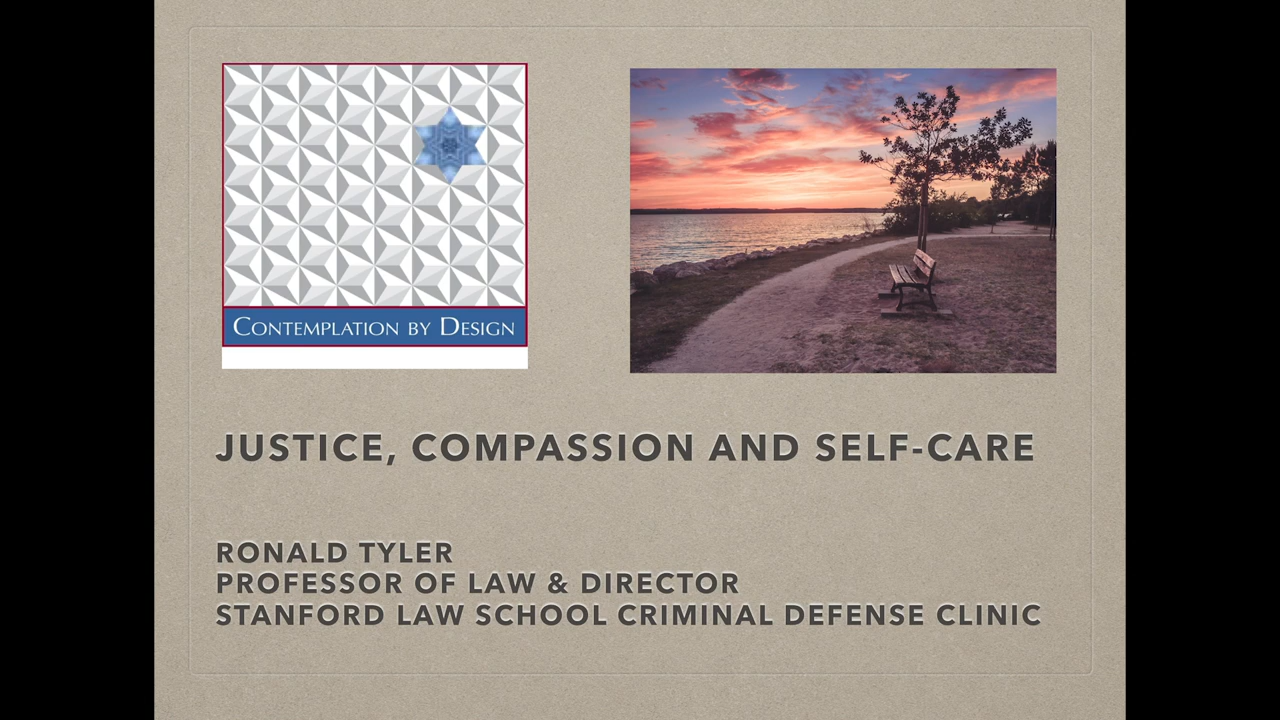 CONTEMPLATION BY DESIGN
JUSTICE, COMPASSION AND SELF-CARE
RONALD TYLER
PROFESSOR OF LAW & DIRECTOR
STANFORD LAW SCHOOL CRIMINAL DEFENSE CLINIC